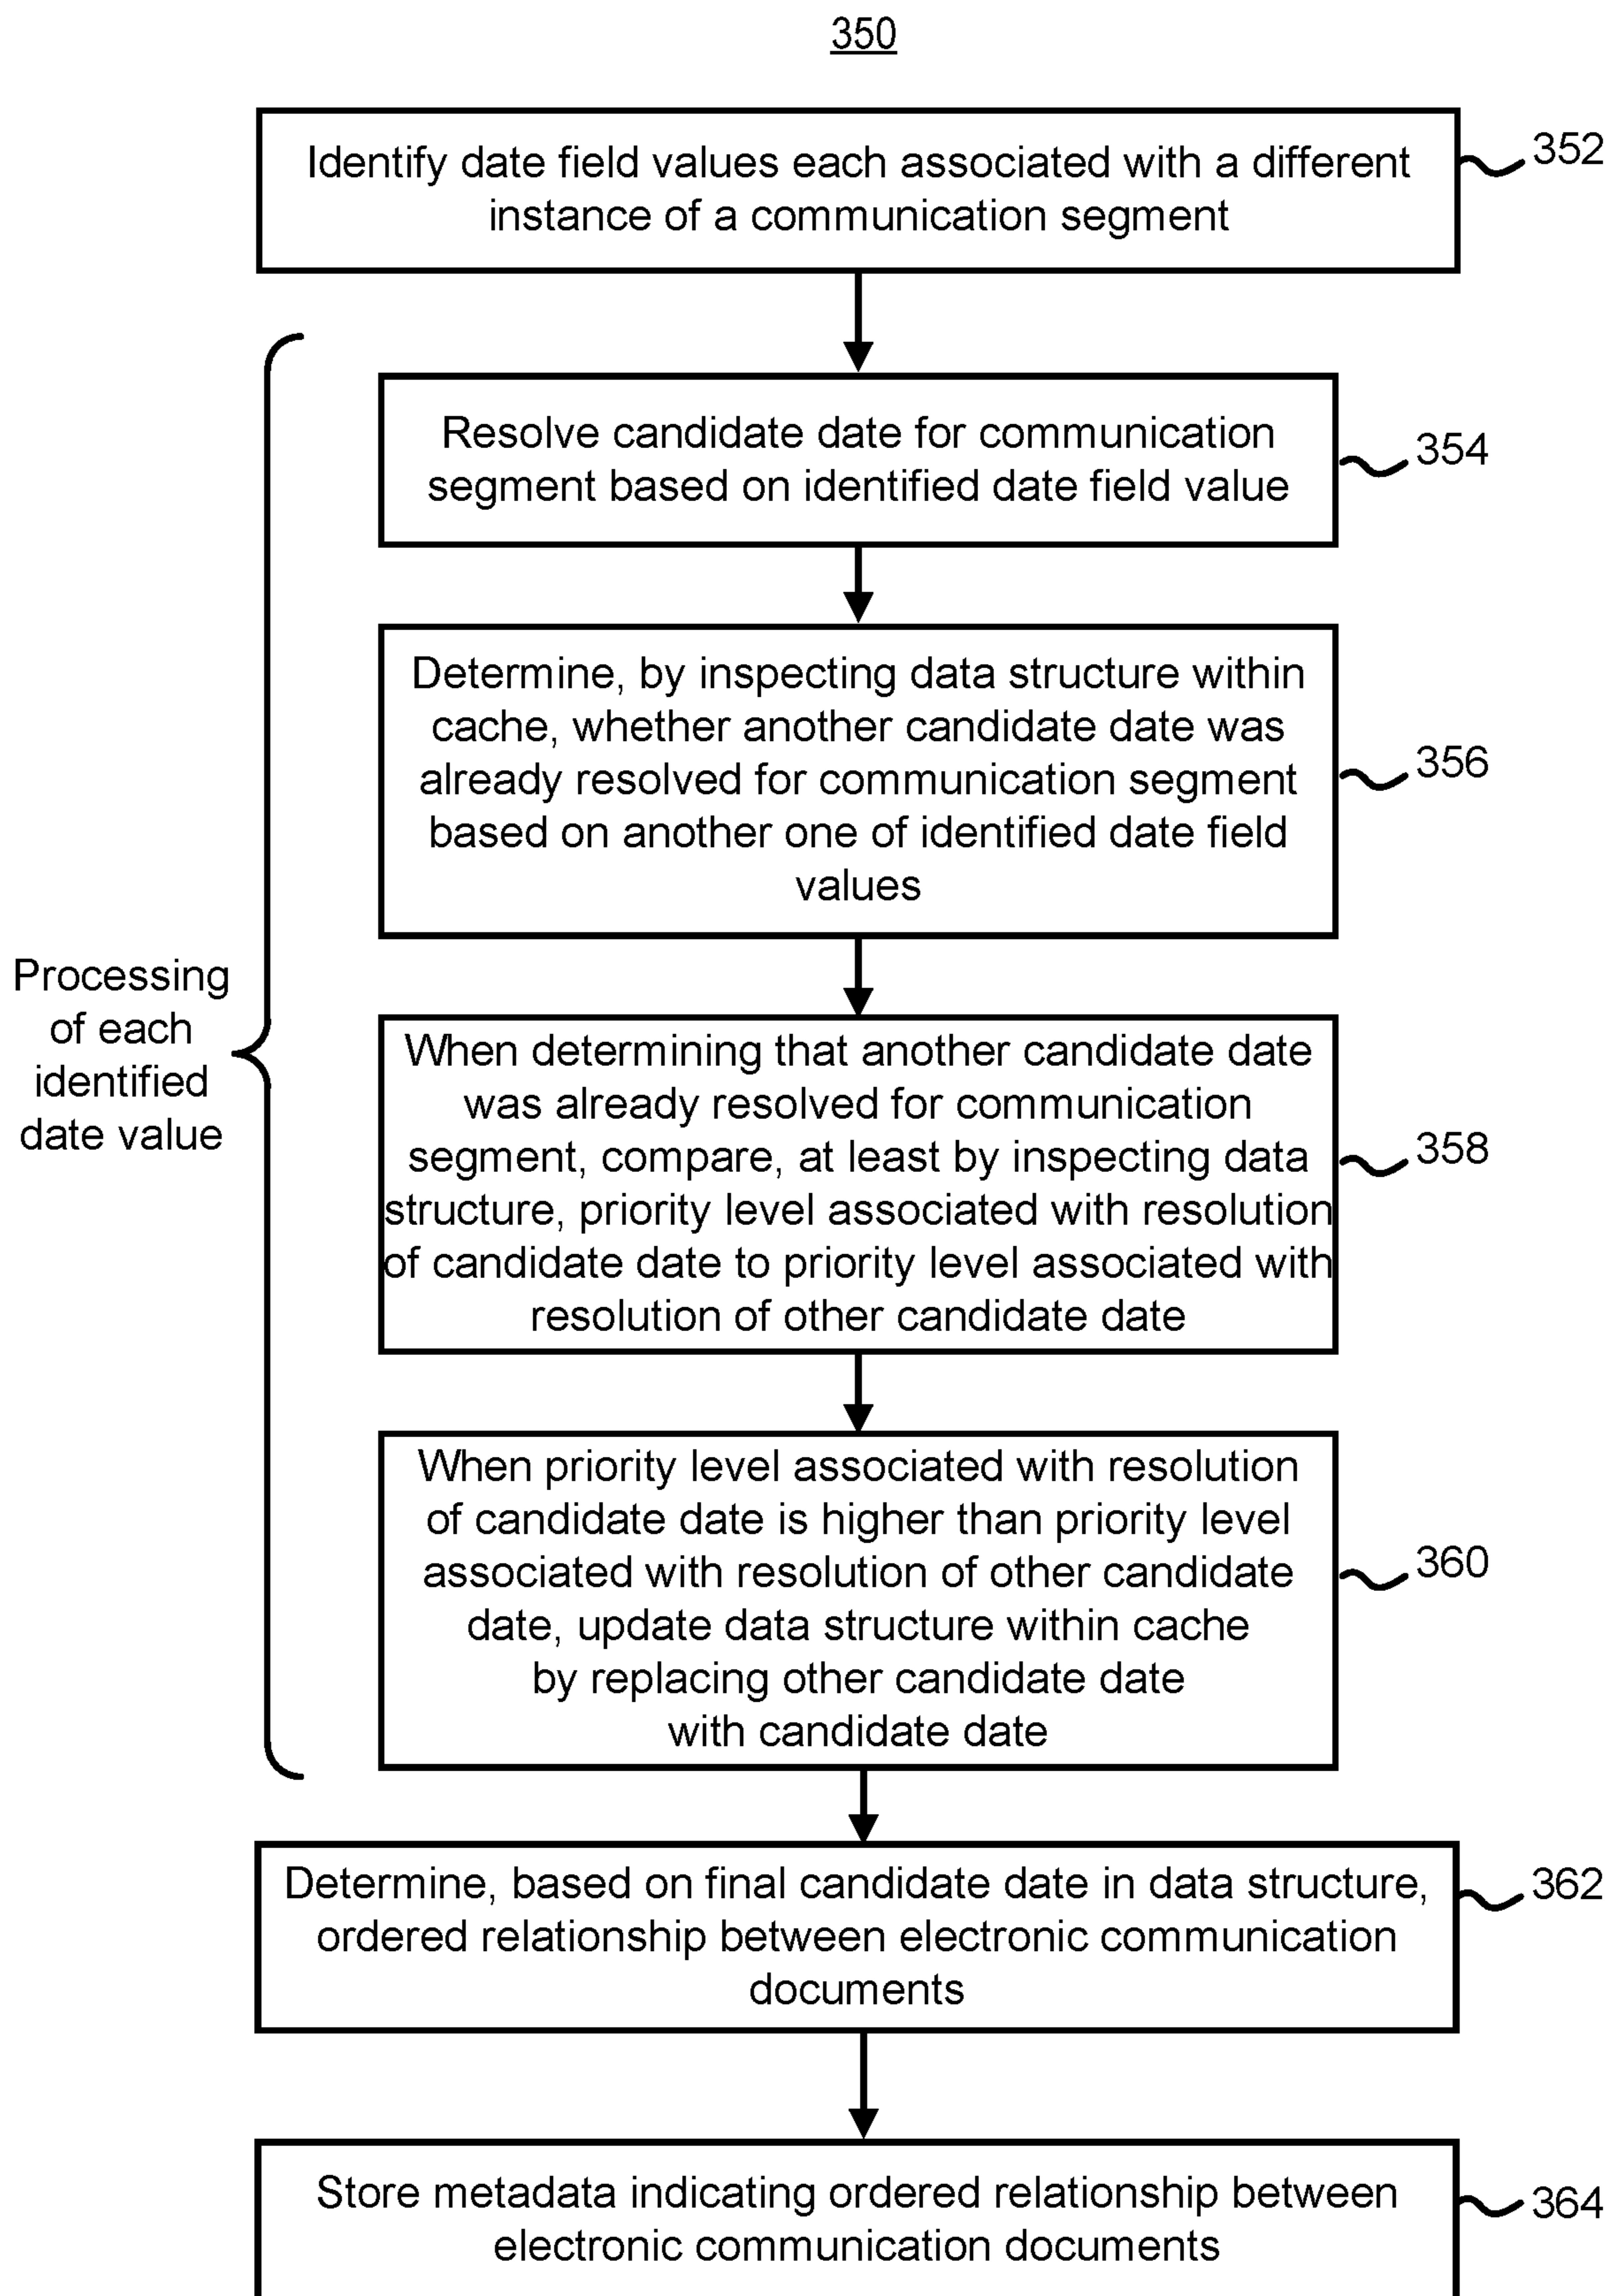 350
Identify date field values each associated with a different
instance of a communication segment
352
Resolve candidate date for communication
segment based on identified date field value
354
Determine, by inspecting data structure within
cache, whether another candidate date was
already resolved for communication segment
based on another one of identified date field
values
356
Processing
of each
identified
date value
When determining that another candidate date
was already resolved for communication
segment, compare, at least by inspecting data
structure, priority level associated with resolution
of candidate date to priority level associated with
resolution of other candidate date
358
When priority level associated with resolution
of candidate date is higher than priority level
associated with resolution of other candidate
date, update data structure within cache
by replacing other candidate date
with candidate date
360
Determine, based on final candidate date in data structure,
ordered relationship between electronic communication
documents
362
Store metadata indicating ordered relationship between
electronic communication documents
364